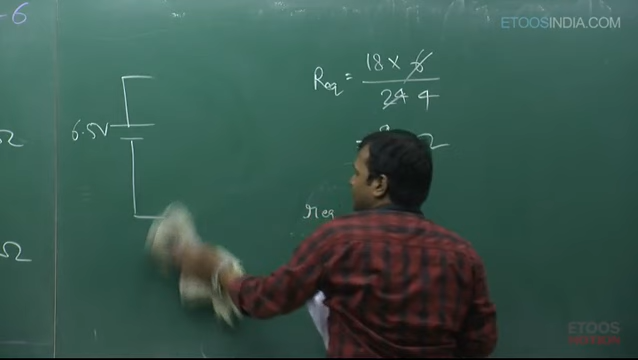 -6
ETOOSINDIA.COM
Req = 18 × 6 / 24 4
6.5V
Ω
Ω
req
Ω
ETOOS